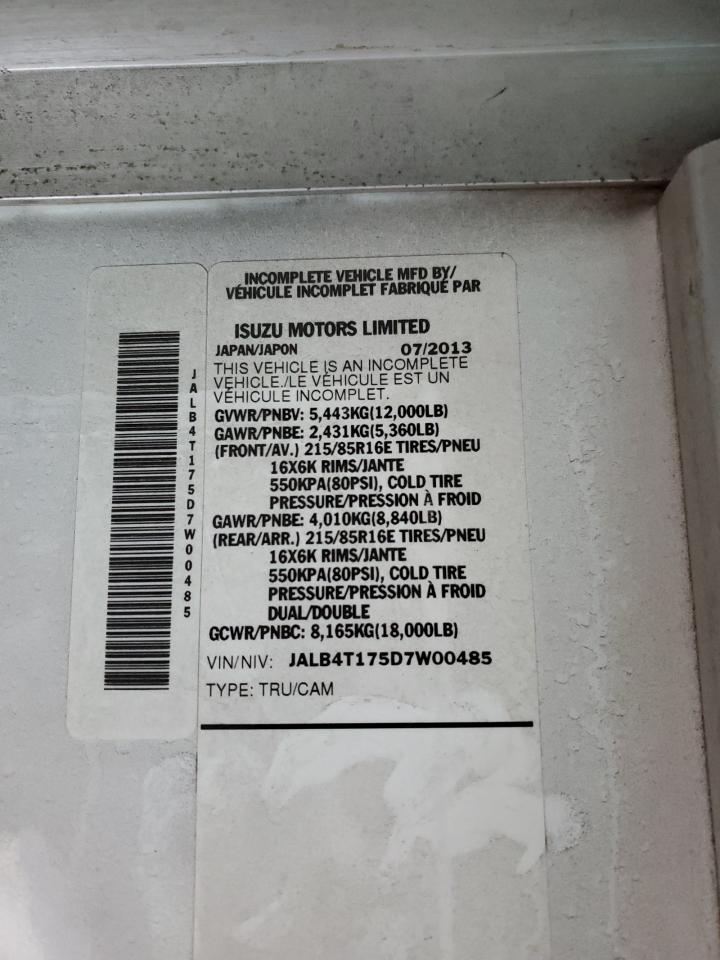 INCOMPLETE VEHICLE MFD BY/
VÉHICULE INCOMPLET FABRIQUÉ PAR
ISUZU MOTORS LIMITED
JAPAN/JAPON 07/2013
THIS VEHICLE IS AN INCOMPLETE
VEHICLE./LE VÉHICULE EST UN
VÉHICULE INCOMPLET.
GVWR/PNBV: 5,443KG(12,000LB)
GAWR/PNBE: 2,431KG(5,360LB)
(FRONT/AV.) 215/85R16E TIRES/PNEU
16X6K RIMS/JANTE
550KPA(80PSI), COLD TIRE
PRESSURE/PRESSION À FROID
GAWR/PNBE: 4,010KG(8,840LB)
(REAR/ARR.) 215/85R16E TIRES/PNEU
16X6K RIMS/JANTE
550KPA(80PSI), COLD TIRE
PRESSURE/PRESSION À FROID
DUAL/DOUBLE
GCWR/PNBC: 8,165KG(18,000LB)
VIN/NIV: JALB4T175D7W00485
TYPE: TRU/CAM
JALB4T175D7W00485